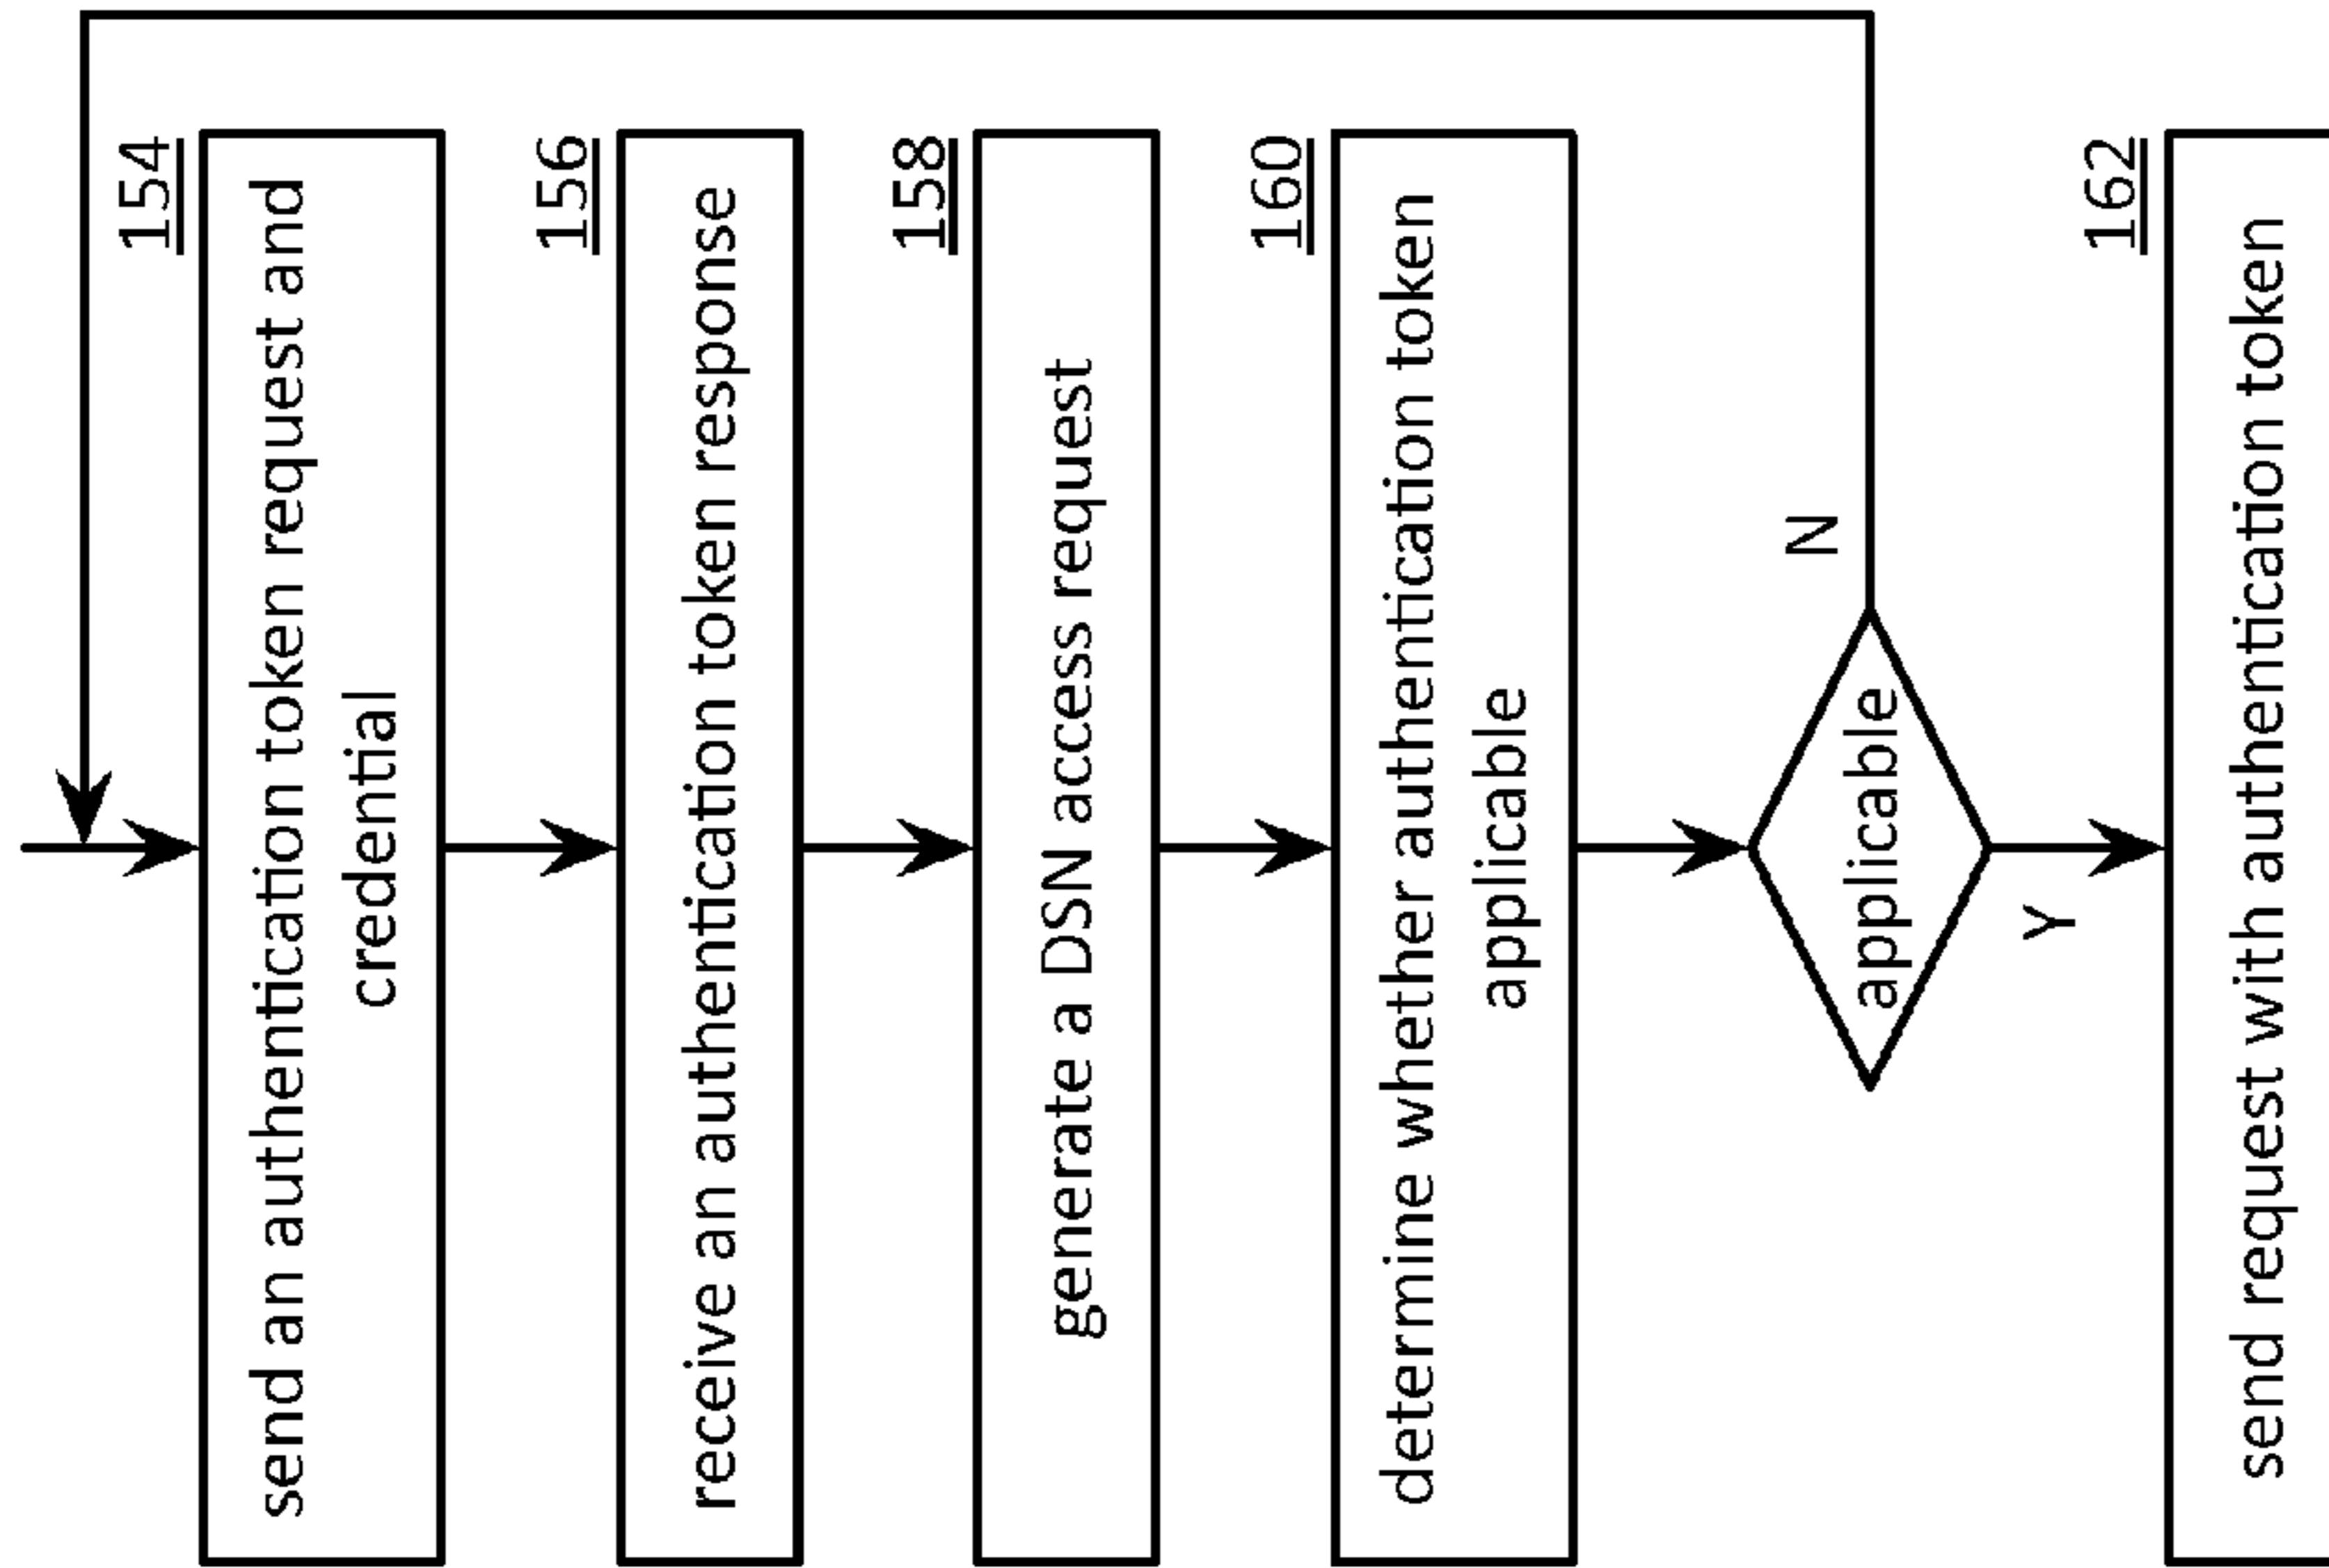 154
send an authentication token request and
credential
156
receive an authentication token response
158
generate a DSN access request
160
determine whether authentication token
applicable
applicable
N
Y
162
send request with authentication token